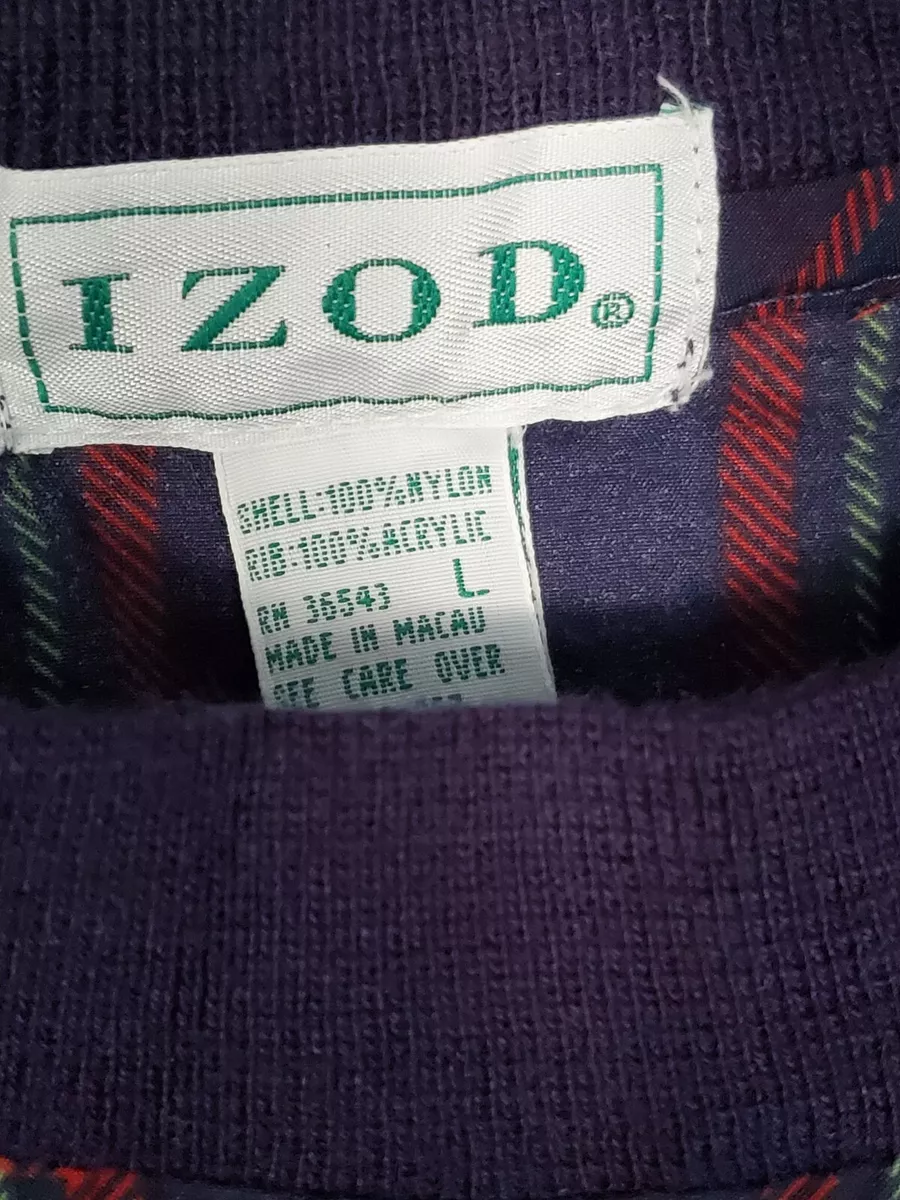 IZOD®
SHELL:100%NYLON
RIB:100%ACRYLIC
L
RN 36543
MADE IN MACAU
SEE CARE OVER